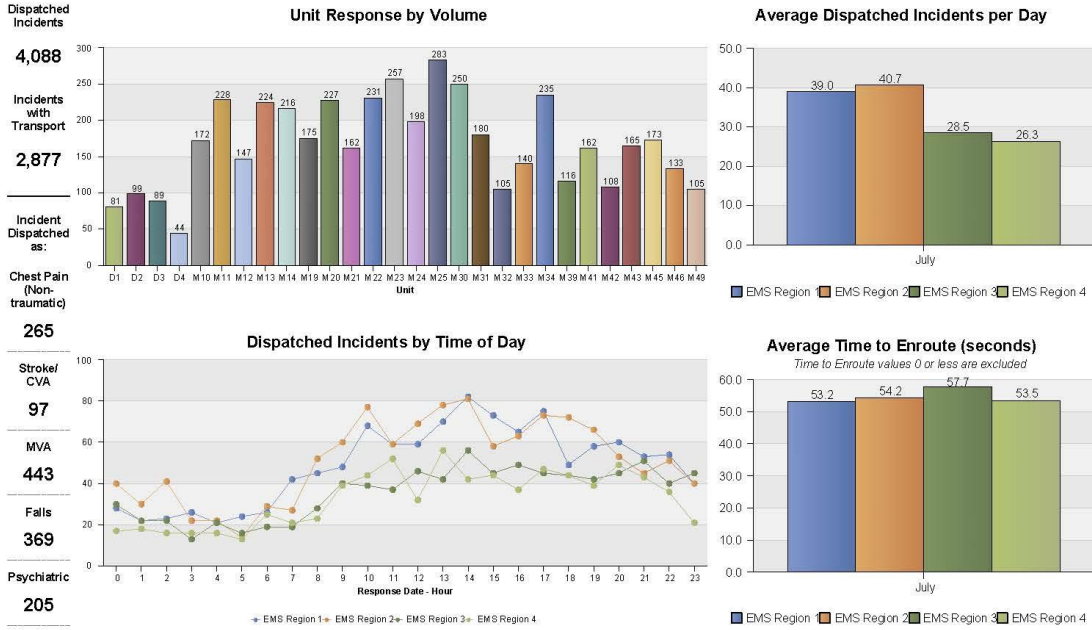 Dispatched
Incidents
4,088
Incidents
with
Transport
2,877
Incident
Dispatched
as:
Chest Pain
(Non-
traumatic)
265
Stroke/
CVA
97
MVA
443
Falls
369
Psychiatric
205
Unit Response by Volume
300
250
200
150
100
50
0
81
99
89
44
172
228
147
224
216
175
227
162
231
257
198
283
250
180
105
140
235
116
162
108
165
173
133
105
D1 D2 D3 D4 M10 M11 M12 M13 M14 M19 M20 M21 M22 M23 M24 M25 M30 M31 M32 M33 M34 M39 M41 M42 M43 M45 M46 M49
Unit
Average Dispatched Incidents per Day
50.0
40.0
30.0
20.0
10.0
0.0
39.0
40.7
28.5
26.3
July
EMS Region 1 EMS Region 2 EMS Region 3 EMS Region 4
Dispatched Incidents by Time of Day
100
80
60
40
20
0
0 1 2 3 4 5 6 7 8 9 10 11 12 13 14 15 16 17 18 19 20 21 22 23
Response Date - Hour
EMS Region 1 EMS Region 2 EMS Region 3 EMS Region 4
Average Time to Enroute (seconds)
Time to Enroute values 0 or less are excluded
60.0
50.0
40.0
30.0
20.0
10.0
0.0
53.2
54.2
57.7
53.5
July
EMS Region 1 EMS Region 2 EMS Region 3 EMS Region 4